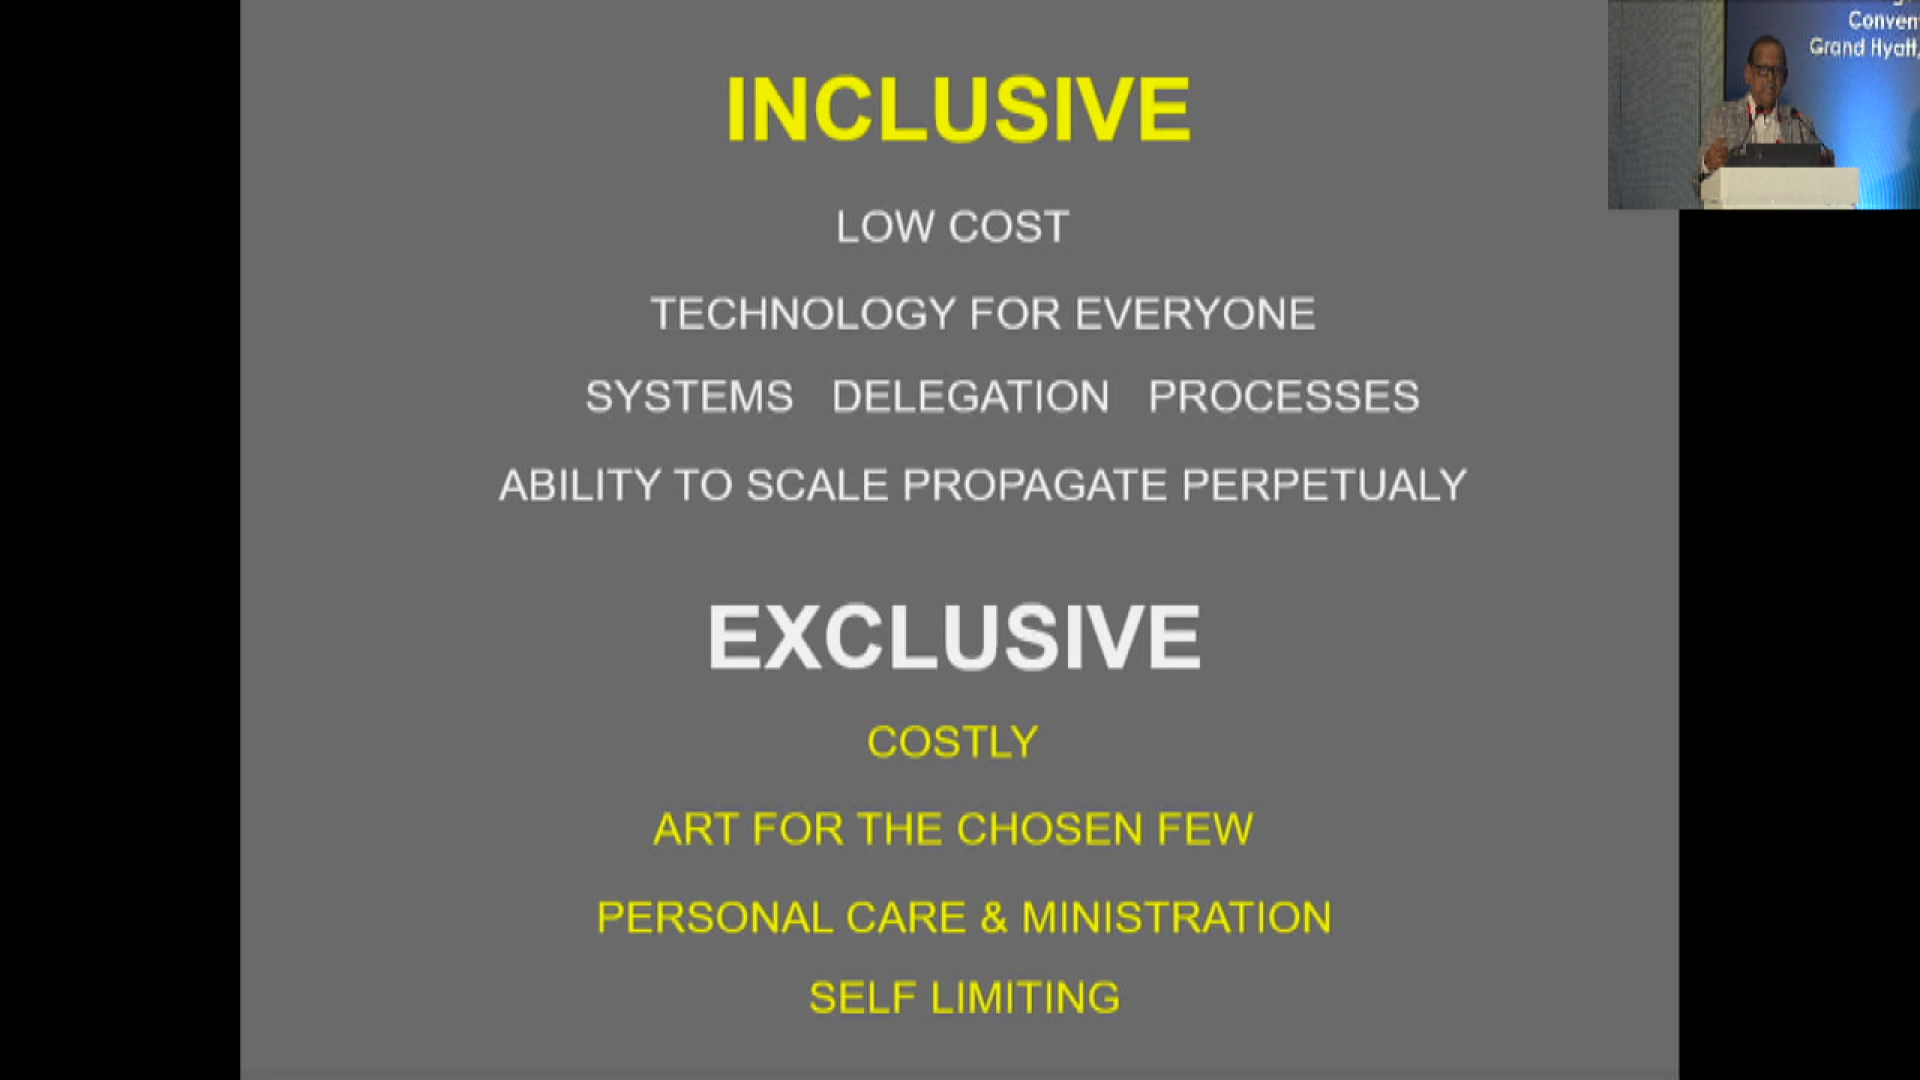 INCLUSIVE
LOW COST
TECHNOLOGY FOR EVERYONE
SYSTEMS DELEGATION PROCESSES
ABILITY TO SCALE PROPAGATE PERPETUALY
EXCLUSIVE
COSTLY
ART FOR THE CHOSEN FEW
PERSONAL CARE & MINISTRATION
SELF LIMITING
Conven
Grand Hyatt,